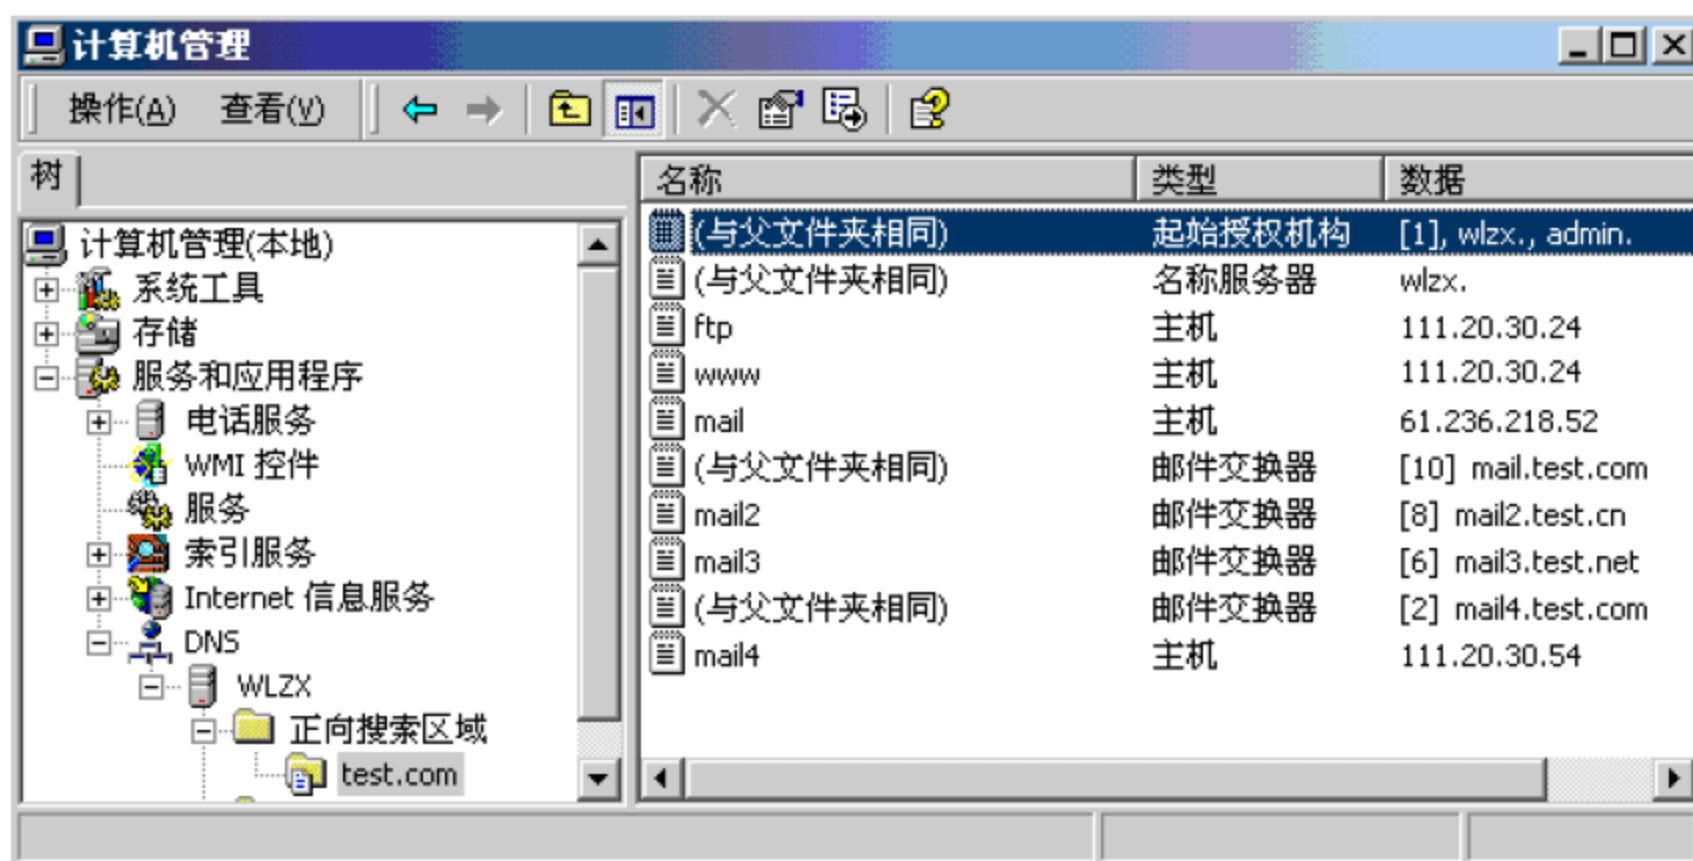 计算机管理
操作(A) 查看(V)
树
计算机管理(本地)
系统工具
存储
服务和应用程序
电话服务
WMI 控件
服务
索引服务
Internet 信息服务
DNS
WLZX
正向搜索区域
test.com
名称 类型 数据
(与父文件夹相同) 起始授权机构 [1], wlzx., admin.
(与父文件夹相同) 名称服务器 wlzx.
ftp 主机 111.20.30.24
www 主机 111.20.30.24
mail 主机 61.236.218.52
(与父文件夹相同) 邮件交换器 [10] mail.test.com
mail2 邮件交换器 [8] mail2.test.cn
mail3 邮件交换器 [6] mail3.test.net
(与父文件夹相同) 邮件交换器 [2] mail4.test.com
mail4 主机 111.20.30.54